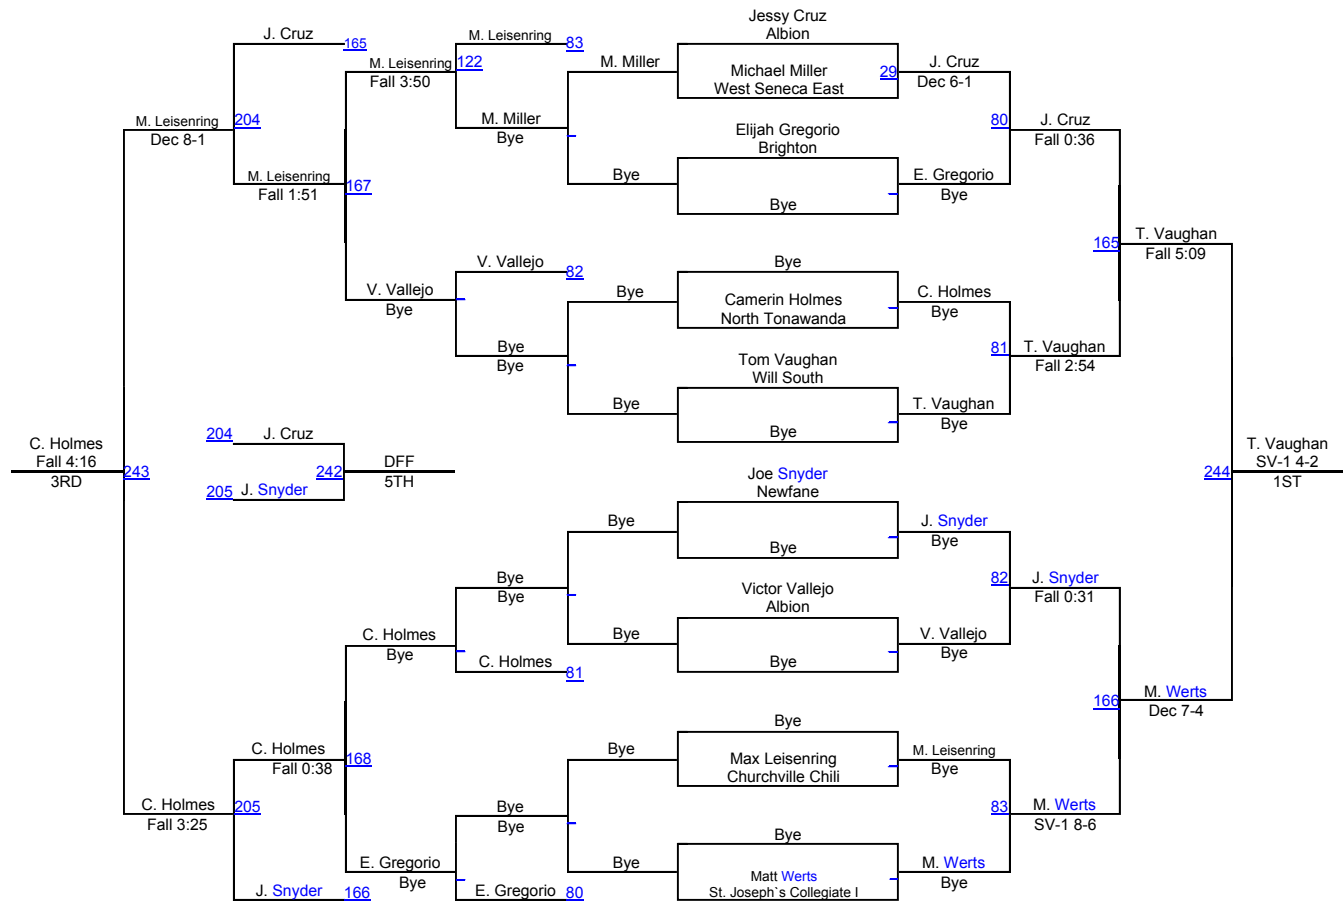 Jessy Cruz
Albion
J. Cruz
165
M. Leisenring
83
M. Leisenring
122
Fall 3:50
M. Miller
Michael Miller
West Seneca East
29
J. Cruz
Dec 6-1
M. Leisenring
204
Dec 8-1
M. Miller
Bye
Elijah Gregorio
Brighton
80
J. Cruz
Fall 0:36
M. Leisenring
167
Fall 1:51
Bye
Bye
E. Gregorio
Bye
V. Vallejo
82
Bye
165
T. Vaughan
Fall 5:09
V. Vallejo
Bye
Bye
Camerin Holmes
North Tonawanda
C. Holmes
Bye
Bye
Bye
Tom Vaughan
Will South
81
T. Vaughan
Fall 2:54
Bye
Bye
T. Vaughan
Bye
C. Holmes
Fall 4:16
3RD
243
204
J. Cruz
205
J. Snyder
242
DFF
5TH
Joe Snyder
Newfane
244
T. Vaughan
SV-1 4-2
1ST
Bye
Bye
J. Snyder
Bye
Bye
Bye
Victor Vallejo
Albion
82
J. Snyder
Fall 0:31
C. Holmes
Bye
C. Holmes
81
Bye
Bye
V. Vallejo
Bye
166
M. Werts
Dec 7-4
Bye
C. Holmes
168
Fall 0:38
Bye
Max Leisenring
Churchville Chili
M. Leisenring
Bye
C. Holmes
205
Fall 3:25
Bye
Bye
Bye
83
M. Werts
SV-1 8-6
E. Gregorio
Bye
Bye
Matt Werts
St. Joseph`s Collegiate I
M. Werts
Bye
J. Snyder
166
E. Gregorio
80